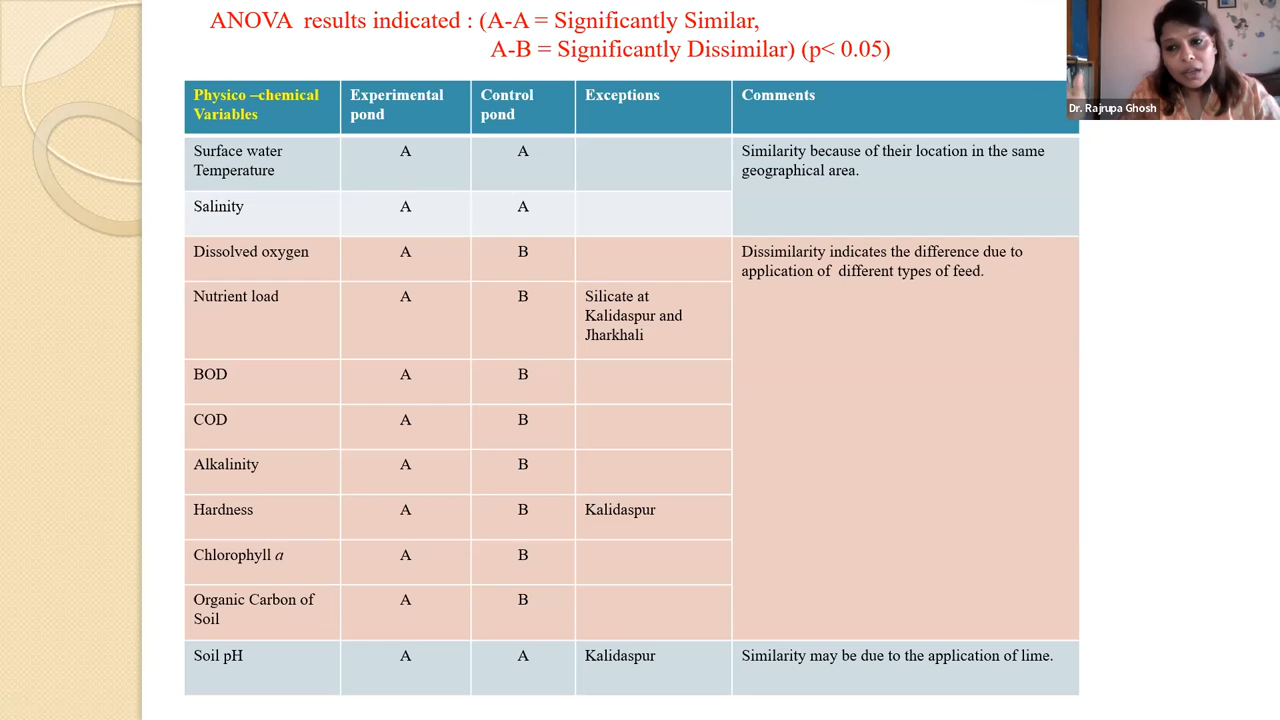 ANOVA results indicated : (A-A = Significantly Similar,
A-B = Significantly Dissimilar) (p< 0.05)
Dr. Rajrupa Ghosh
Physico –chemical Variables Experimental pond Control pond Exceptions Comments
Surface water Temperature A A Similarity because of their location in the same geographical area.
Salinity A A
Dissolved oxygen A B Dissimilarity indicates the difference due to application of different types of feed.
Nutrient load A B Silicate at Kalidaspur and Jharkhali
BOD A B
COD A B
Alkalinity A B
Hardness A B Kalidaspur
Chlorophyll a A B
Organic Carbon of Soil A B
Soil pH A A Kalidaspur Similarity may be due to the application of lime.